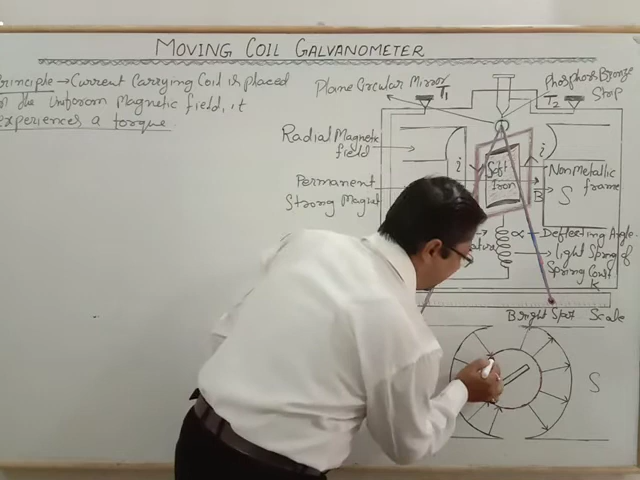 MOVING COIL GALVANOMETER
Principle → Current Carrying Coil is placed
in the Uniform Magnetic field, it
experiences a torque.
Plane Circular Mirror
Phosphor Bronze
Strip
T1
T2
Radial Magnetic
field
i
i
Soft
Iron
Non Metallic
frame
Permanent
Strong Magnet
B
S
α → Deflecting Angle
→ Light Spring of
Spring Const.
K
Bright Spot
Scale
S